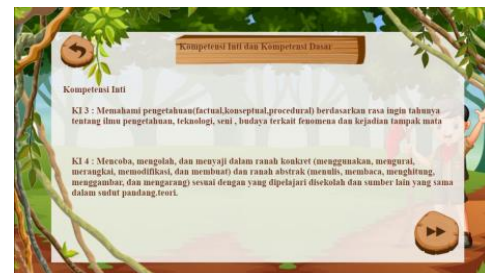 Kompetensi Inti dan Kompetensi Dasar
Kompetensi Inti
KI 3 : Memahami pengetahuan(factual,konseptual,procedural) berdasarkan rasa ingin tahunya
tentang ilmu pengetahuan, teknologi, seni , budaya terkait fenomena dan kejadian tampak mata
KI 4 : Mencoba, mengolah, dan menyaji dalam ranah konkret (menggunakan, mengurai,
merangkai, memodifikasi, dan membuat) dan ranah abstrak (menulis, membaca, menghitung,
menggambar, dan mengarang) sesuai dengan yang dipelajari disekolah dan sumber lain yang sama
dalam sudut pandang.teori.